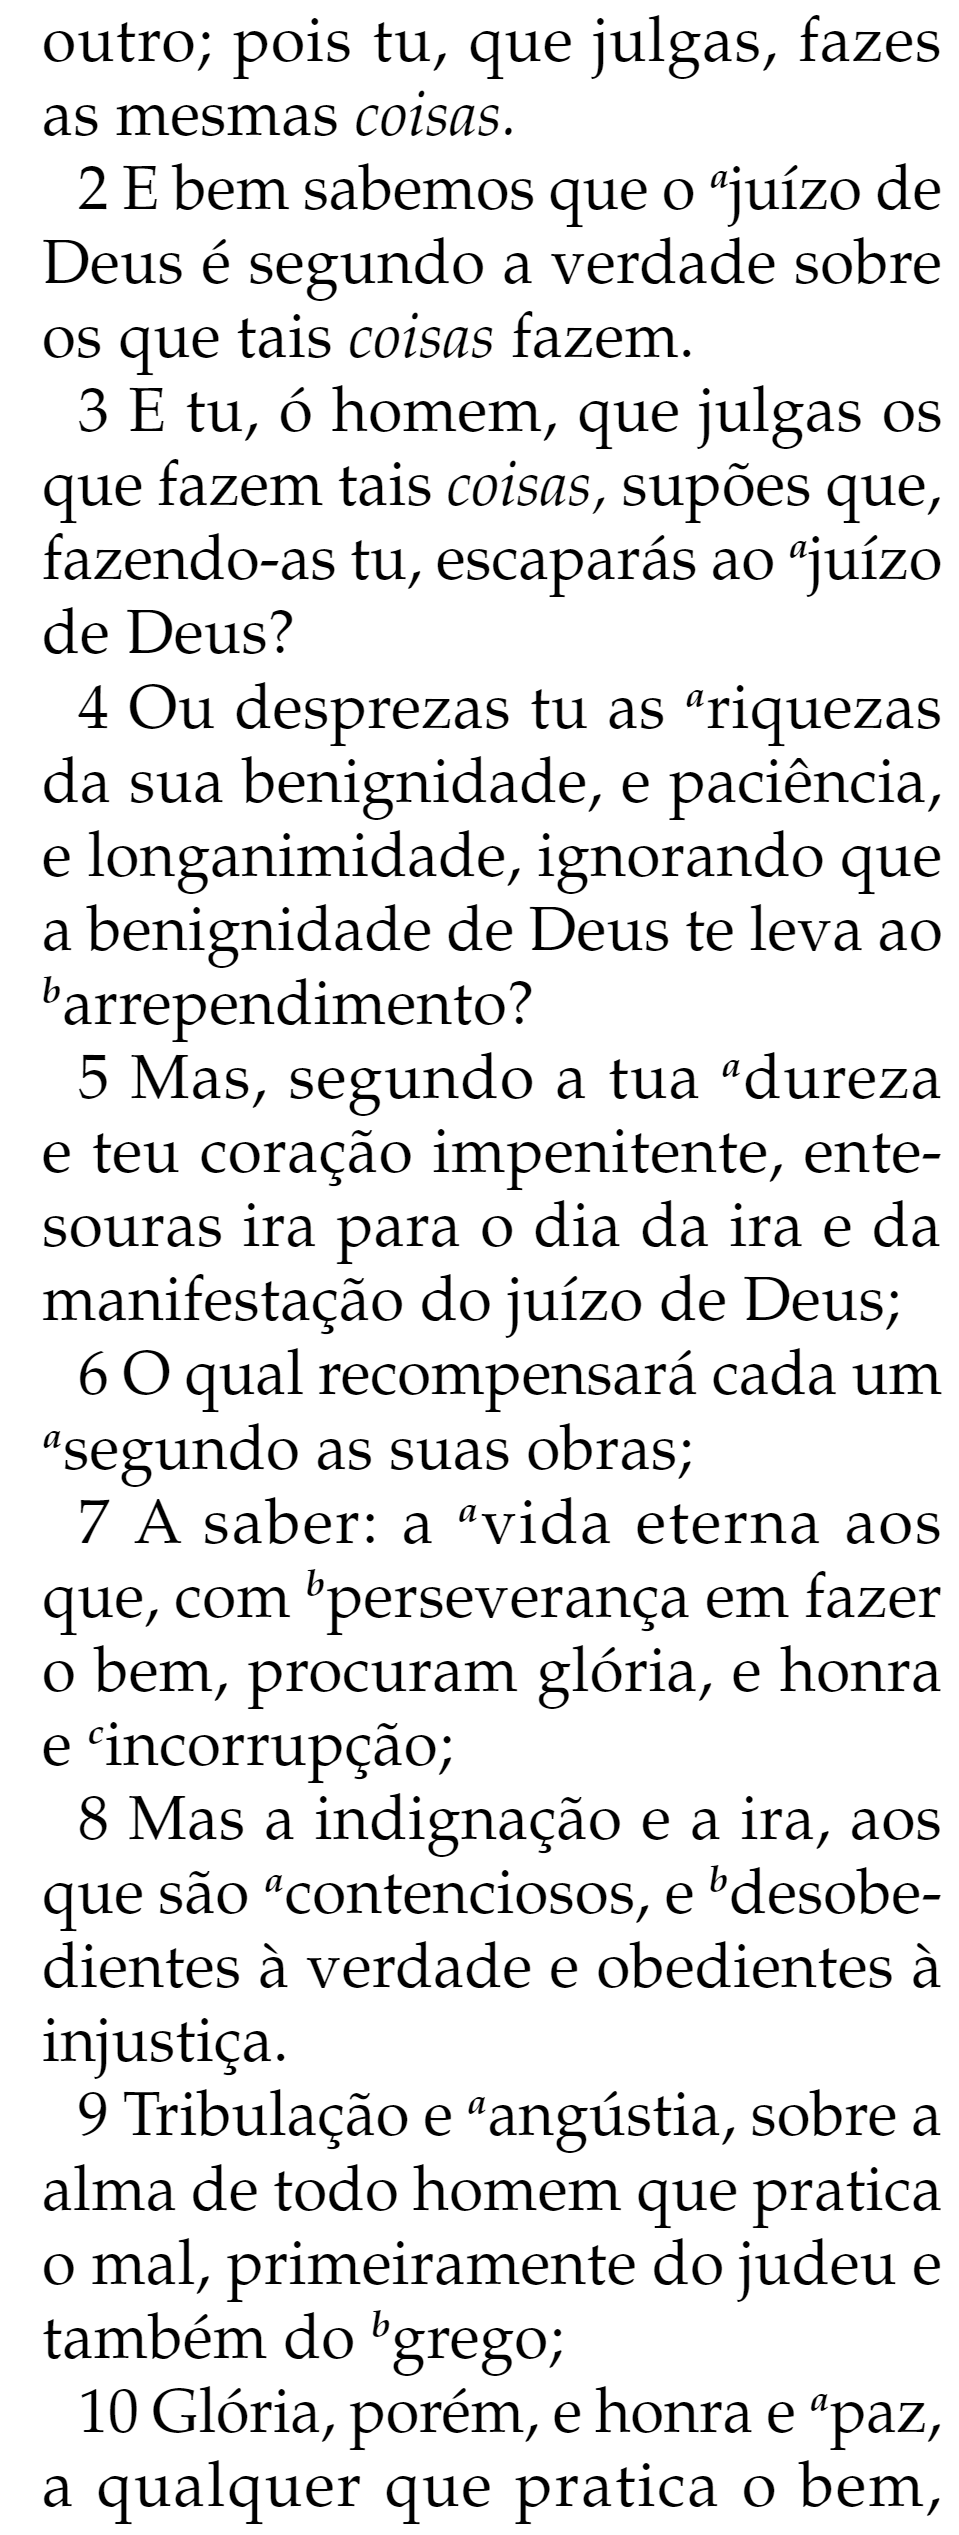 outro; pois tu, que julgas, fazes
as mesmas coisas.
2 E bem sabemos que o ajuízo de
Deus é segundo a verdade sobre
os que tais coisas fazem.
3 E tu, ó homem, que julgas os
que fazem tais coisas, supões que,
fazendo-as tu, escaparás ao ajuízo
de Deus?
4 Ou desprezas tu as ariquezas
da sua benignidade, e paciência,
e longanimidade, ignorando que
a benignidade de Deus te leva ao
barrependimento?
5 Mas, segundo a tua adureza
e teu coração impenitente, ente-
souras ira para o dia da ira e da
manifestação do juízo de Deus;
6 O qual recompensará cada um
asegundo as suas obras;
7 A saber: a avida eterna aos
que, com bperseverança em fazer
o bem, procuram glória, e honra
e cincorrupção;
8 Mas a indignação e a ira, aos
que são acontenciosos, e bdesobe-
dientes à verdade e obedientes à
injustiça.
9 Tribulação e aangústia, sobre a
alma de todo homem que pratica
o mal, primeiramente do judeu e
também do bgrego;
10 Glória, porém, e honra e apaz,
a qualquer que pratica o bem,